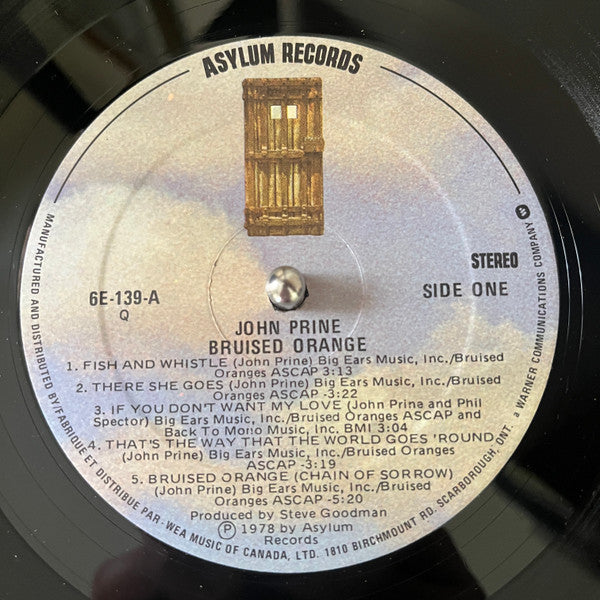 ASYLUM RECORDS
STEREO
6E-139-A
Q
SIDE ONE
JOHN PRINE
BRUISED ORANGE
1. FISH AND WHISTLE (John Prine) Big Ears Music, Inc./Bruised
Oranges ASCAP 3:13
2. THERE SHE GOES (John Prine) Big Ears Music, Inc./Bruised
Oranges ASCAP -3:22
3. IF YOU DON'T WANT MY LOVE (John Prine and Phil
Spector) Big Ears Music, Inc./Bruised Oranges ASCAP and
Back To Mono Music, Inc. BMI 3:04
4. THAT'S THE WAY THAT THE WORLD GOES 'ROUND
(John Prine) Big Ears Music, Inc./Bruised Oranges
ASCAP -3:19
5. BRUISED ORANGE (CHAIN OF SORROW)
(John Prine) Big Ears Music, Inc./Bruised
Oranges ASCAP -5:20
Produced by Steve Goodman
Ⓟ 1978 by Asylum
Records
MANUFACTURED AND DISTRIBUTED BY/FABRIQUE ET DISTRIBUE PAR-WEA MUSIC OF CANADA, LTD. 1810 BIRCHMOUNT RD. SCARBOROUGH, ONT. a WARNER COMMUNICATIONS COMPANY